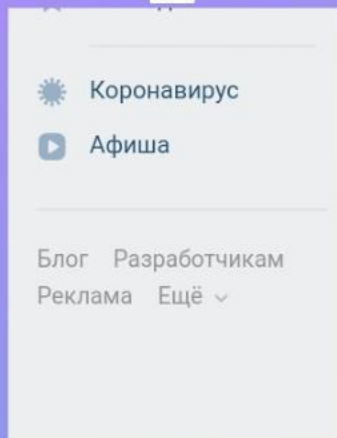 Коронавирус
Афиша
Блог Разработчикам
Реклама Ещё